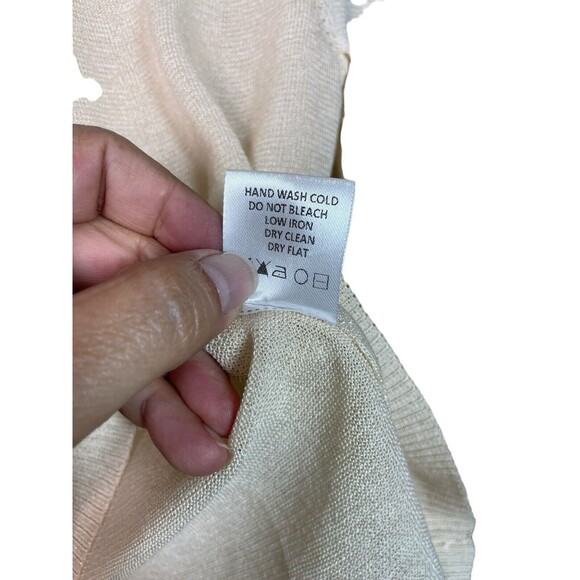 HAND WASH COLD
DO NOT BLEACH
LOW IRON
DRY CLEAN
DRY FLAT